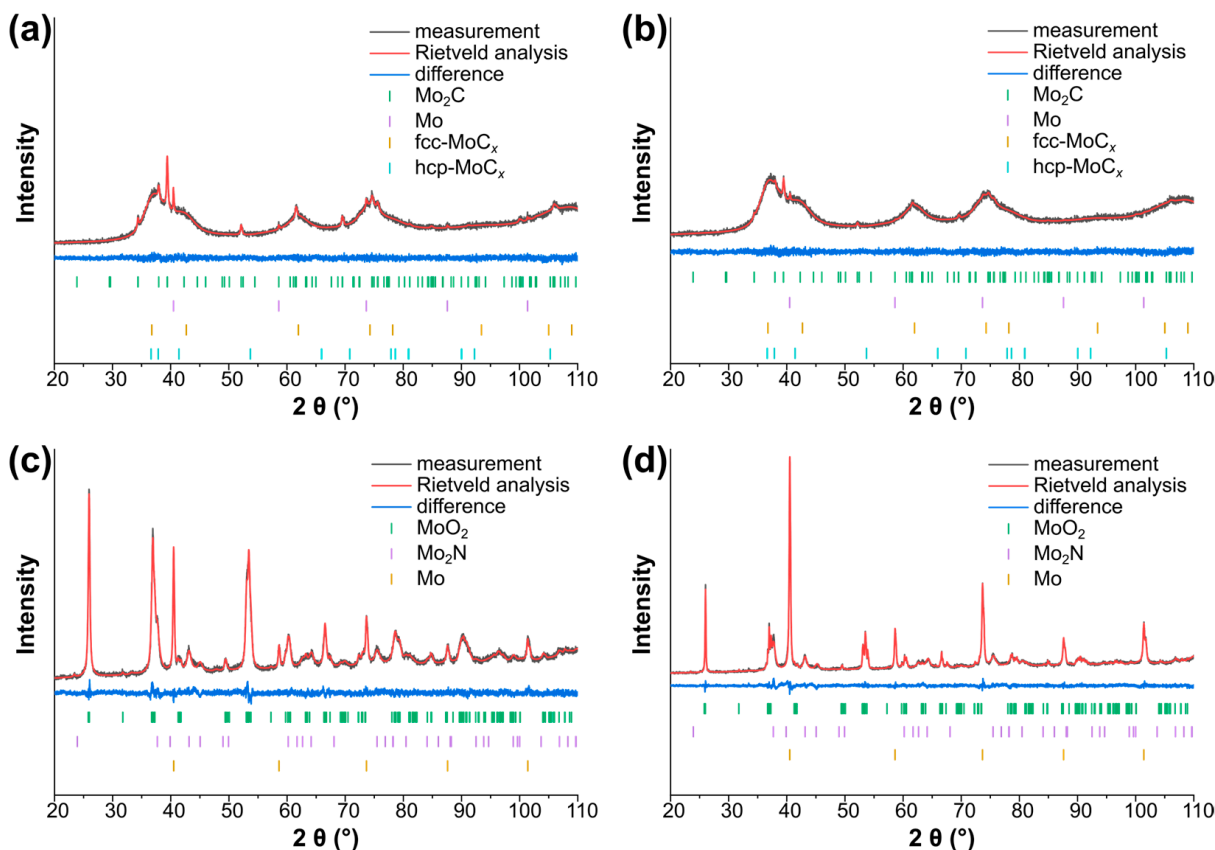 (a)
measurement
Rietveld analysis
difference
Mo₂C
Mo
fcc-MoCₓ
hcp-MoCₓ
Intensity
20 30 40 50 60 70 80 90 100 110
2 θ (°)
(b)
measurement
Rietveld analysis
difference
Mo₂C
Mo
fcc-MoCₓ
hcp-MoCₓ
Intensity
20 30 40 50 60 70 80 90 100 110
2 θ (°)
(c)
measurement
Rietveld analysis
difference
MoO₂
Mo₂N
Mo
Intensity
20 30 40 50 60 70 80 90 100 110
2 θ (°)
(d)
measurement
Rietveld analysis
difference
MoO₂
Mo₂N
Mo
Intensity
20 30 40 50 60 70 80 90 100 110
2 θ (°)